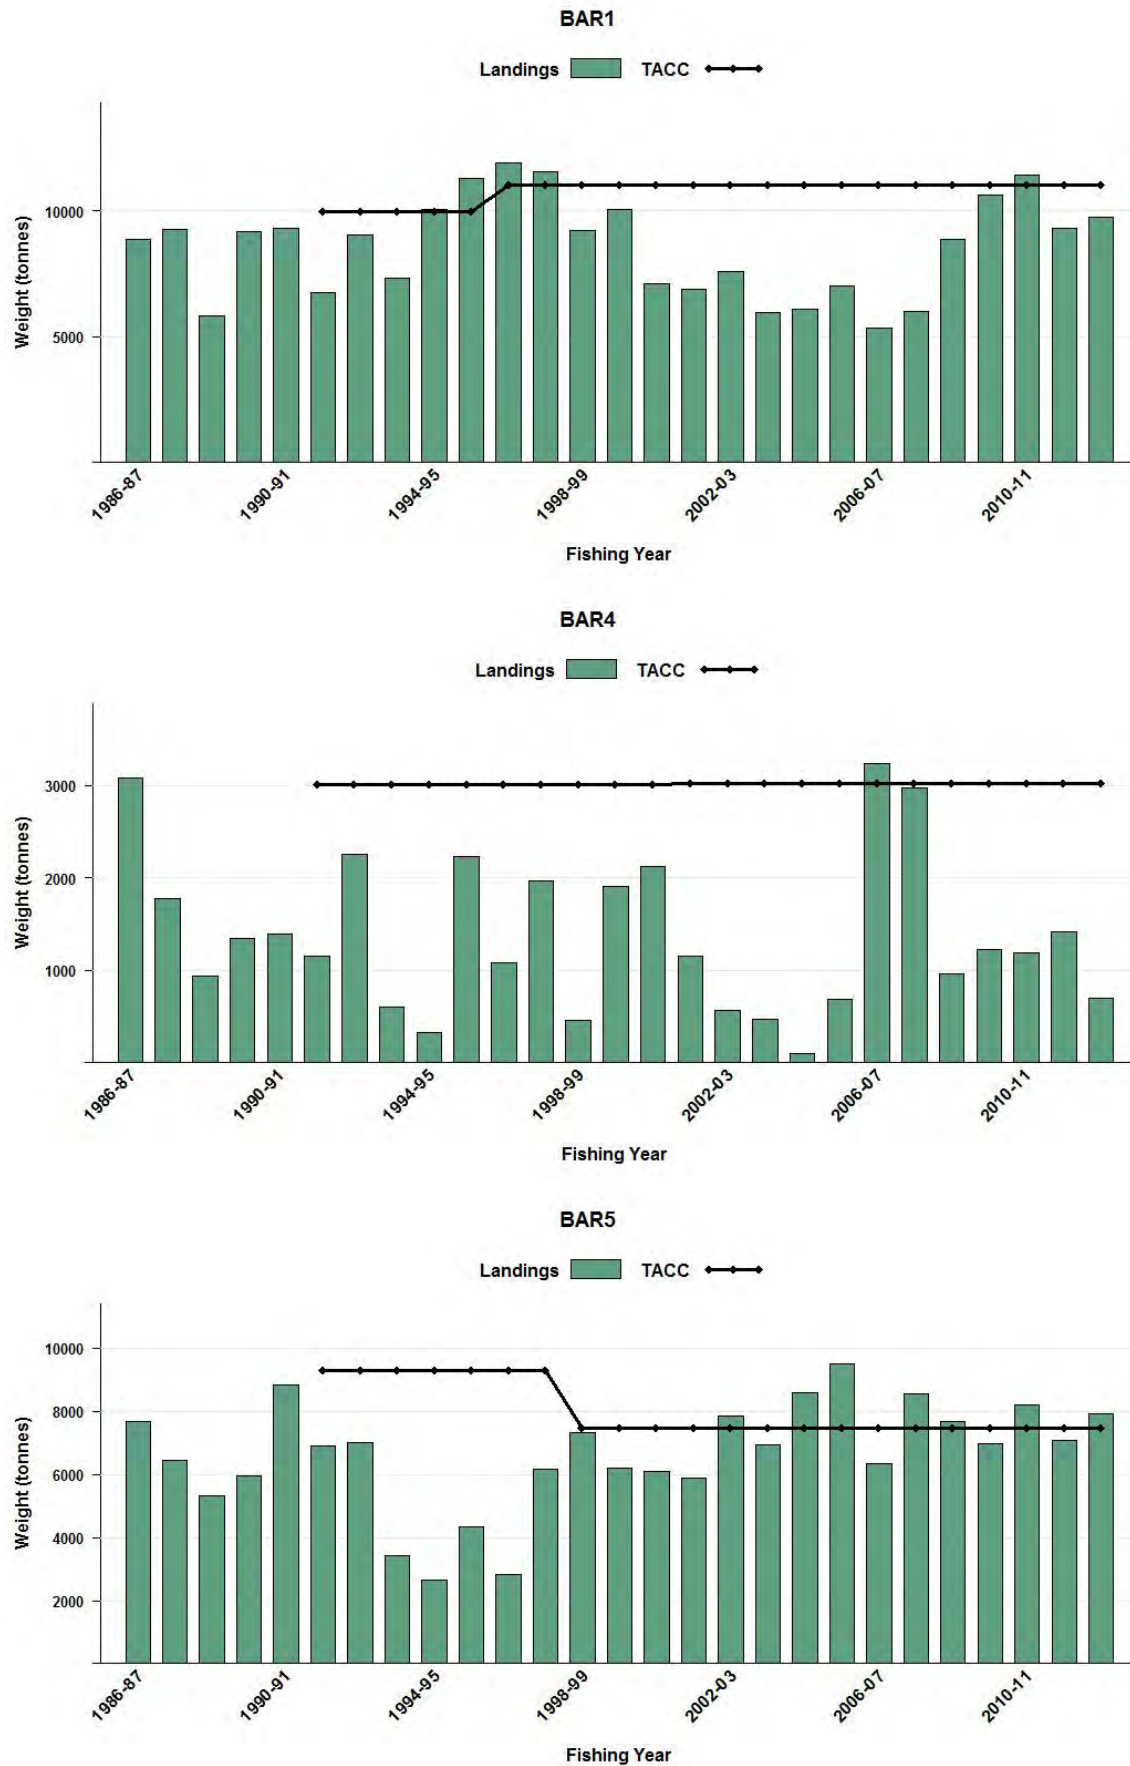 BAR1
Landings TACC
10000
5000
Weight (tonnes)
1986-87 1990-91 1994-95 1998-99 2002-03 2006-07 2010-11
Fishing Year
BAR4
Landings TACC
3000
2000
1000
Weight (tonnes)
1986-87 1990-91 1994-95 1998-99 2002-03 2006-07 2010-11
Fishing Year
BAR5
Landings TACC
10000
8000
6000
4000
2000
Weight (tonnes)
1986-87 1990-91 1994-95 1998-99 2002-03 2006-07 2010-11
Fishing Year